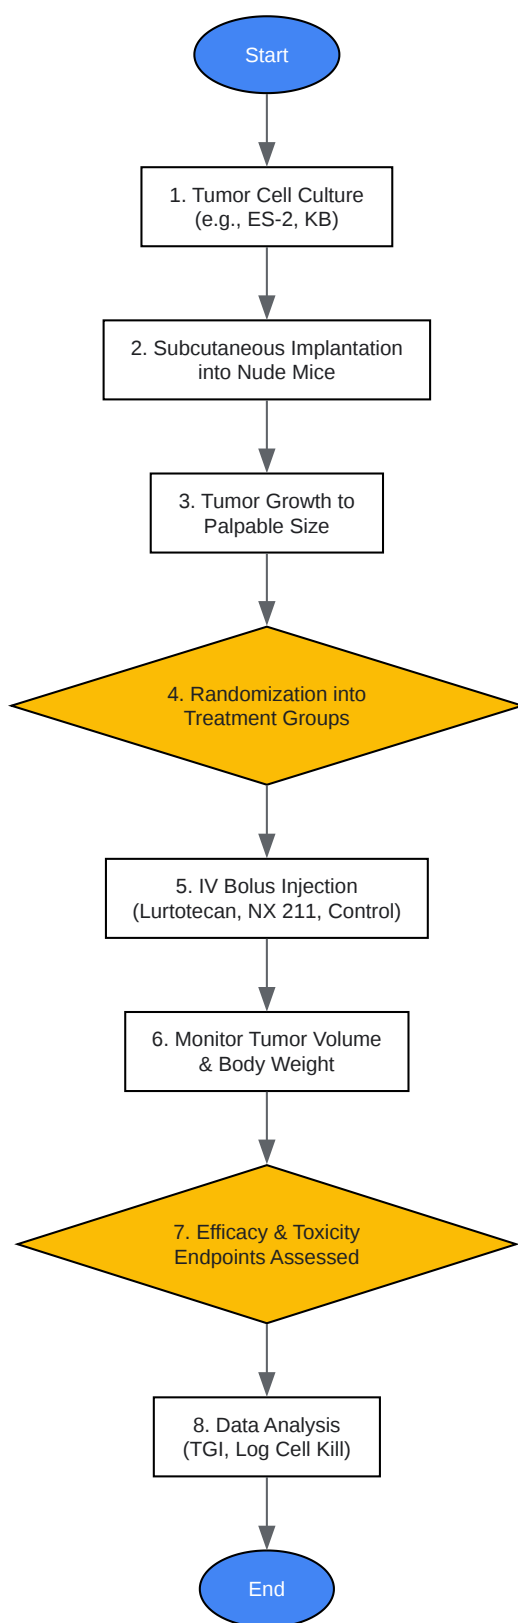 Start
1. Tumor Cell Culture
(e.g., ES-2, KB)
2. Subcutaneous Implantation
into Nude Mice
3. Tumor Growth to
Palpable Size
4. Randomization into
Treatment Groups
5. IV Bolus Injection
(Lurtotecan, NX 211, Control)
6. Monitor Tumor Volume
& Body Weight
7. Efficacy & Toxicity
Endpoints Assessed
8. Data Analysis
(TGI, Log Cell Kill)
End